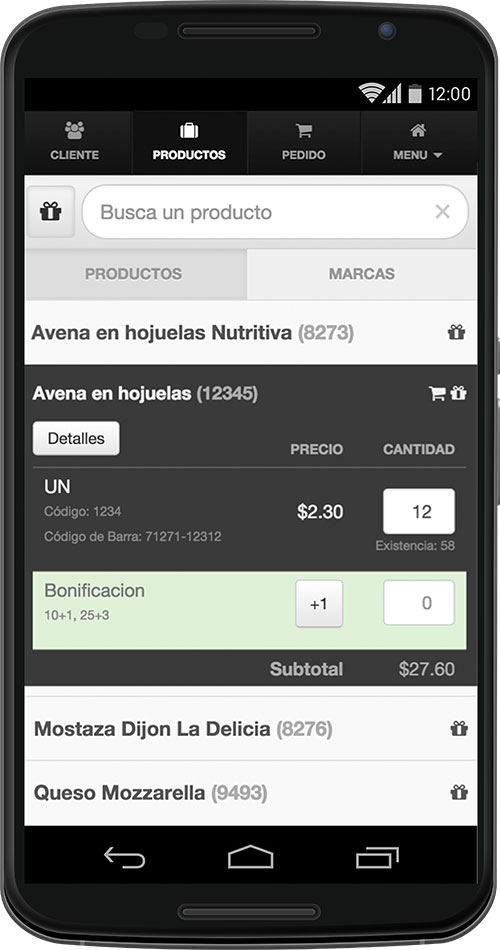 12:00
CLIENTE PRODUCTOS PEDIDO MENU
Busca un producto
PRODUCTOS MARCAS
Avena en hojuelas Nutritiva (8273)
Avena en hojuelas (12345)
Detalles PRECIO CANTIDAD
UN
Código: 1234 $2.30 12
Código de Barra: 71271-12312
Existencia: 58
Bonificacion +1 0
10+1, 25+3
Subtotal $27.60
Mostaza Dijon La Delicia (8276)
Queso Mozzarella (9493)